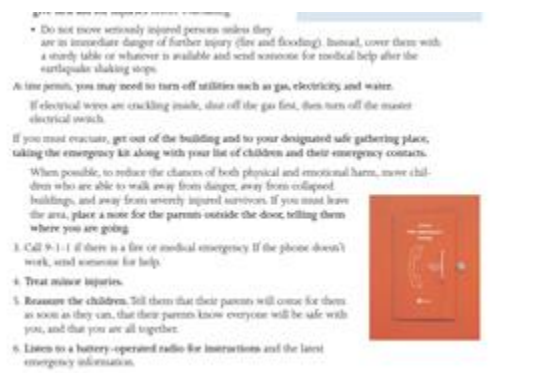 give first aid for injuries before
• Do not move seriously injured persons unless they
are in immediate danger of further injury (fire and flooding). Instead, cover them with
a sturdy table or whatever is available and send someone for medical help after the
earthquake shaking stops.
As time permits, you may need to turn off utilities such as gas, electricity, and water.
If electrical wires are crackling inside, shut off the gas first, then turn off the master
electrical switch.
If you must evacuate, get out of the building and to your designated safe gathering place,
taking the emergency kit along with your list of children and their emergency contacts.
When possible, to reduce the chances of both physical and emotional harm, move chil-
dren who are able to walk away from danger, away from collapsed
buildings, and away from severely injured survivors. If you must leave
the area, place a note for the parents outside the door, telling them
where you are going.
3. Call 9-1-1 if there is a fire or medical emergency. If the phone doesn't
work, send someone for help.
4. Treat minor injuries.
5. Reassure the children. Tell them that their parents will come for them
as soon as they can, that their parents know everyone will be safe with
you, and that you are all together.
6. Listen to a battery-operated radio for instructions and the latest
emergency information.